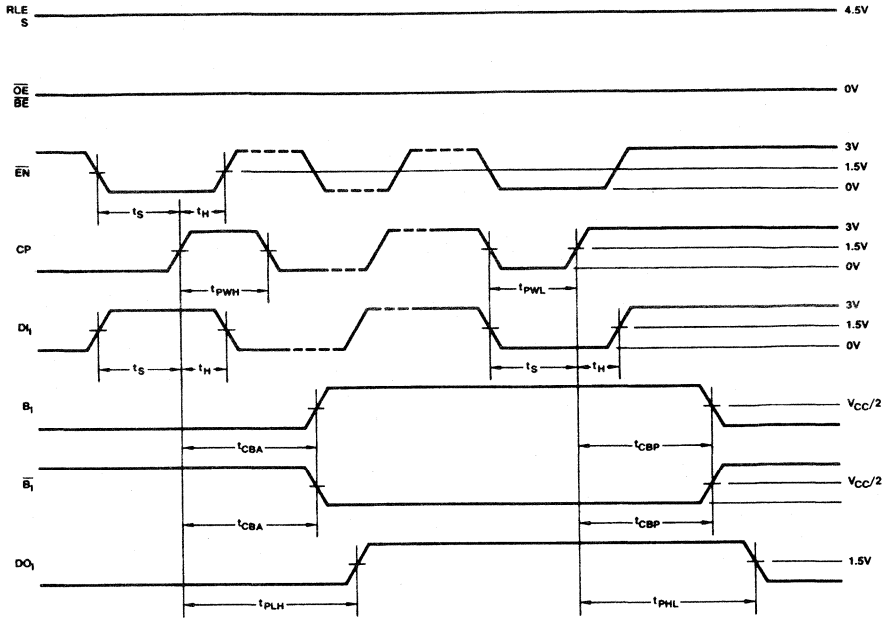 RLE
S
4.5V
OE
BE
0V
EN
3V
1.5V
0V
tS
tH
CP
3V
1.5V
0V
tPWH
tPWL
DI1
3V
1.5V
0V
tS
tH
tS
tH
B1
VCC/2
tCBA
tCBP
B1
VCC/2
tCBA
tCBP
DO1
1.5V
tPLH
tPHL